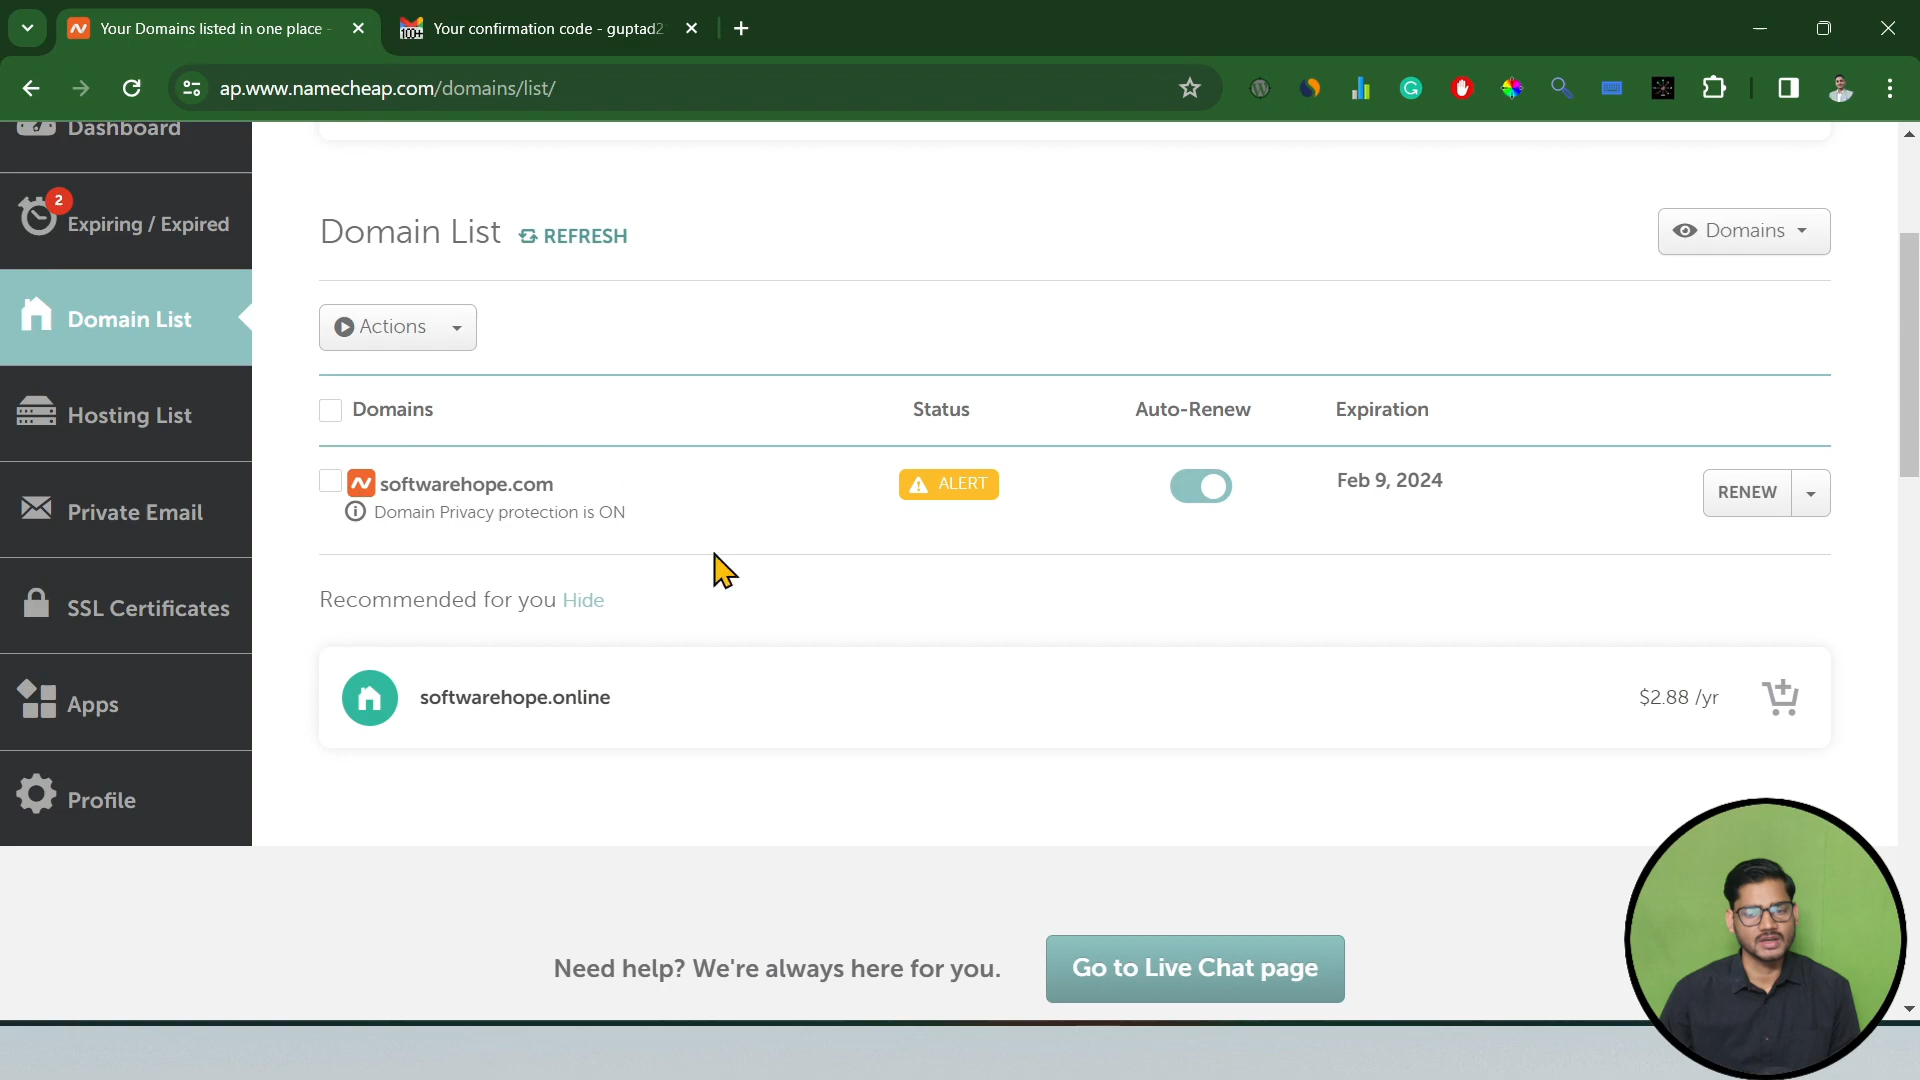 Your Domains listed in one place -
100+
Your confirmation code - guptad2
ap.www.namecheap.com/domains/list/
Dashboard
2
Expiring / Expired
Domain List
Hosting List
Private Email
SSL Certificates
Apps
Profile
Domain List REFRESH
Domains
Actions
Domains Status Auto-Renew Expiration
softwarehope.com ALERT Feb 9, 2024 RENEW
Domain Privacy protection is ON
Recommended for you Hide
softwarehope.online $2.88 /yr
Need help? We're always here for you. Go to Live Chat page